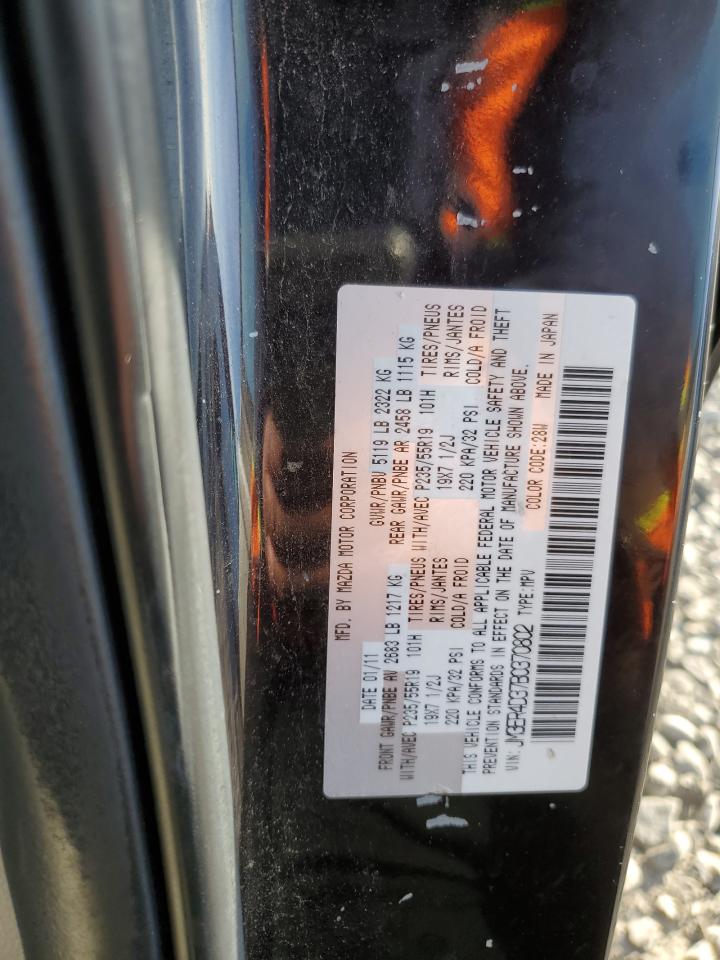 MFD. BY MAZDA MOTOR CORPORATION
DATE 01/11 GVWR/PNBV 5119 LB 2322 KG
FRONT GAWR/PNBE AV 2683 LB 1217 KG REAR GAWR/PNBE AR 2458 LB 1115 KG
WITH/AVEC P235/55R19 101H TIRES/PNEUS WITH/AVEC P235/55R19 101H TIRES/PNEUS
19X7 1/2J RIMS/JANTES 19X7 1/2J RIMS/JANTES
220 KPA/32 PSI COLD/A FROID 220 KPA/32 PSI COLD/A FROID
THIS VEHICLE CONFORMS TO ALL APPLICABLE FEDERAL MOTOR VEHICLE SAFETY AND THEFT
PREVENTION STANDARDS IN EFFECT ON THE DATE OF MANUFACTURE SHOWN ABOVE.
VIN: JM3ER4D37B0370802 TYPE: MPV COLOR CODE: 28W MADE IN JAPAN